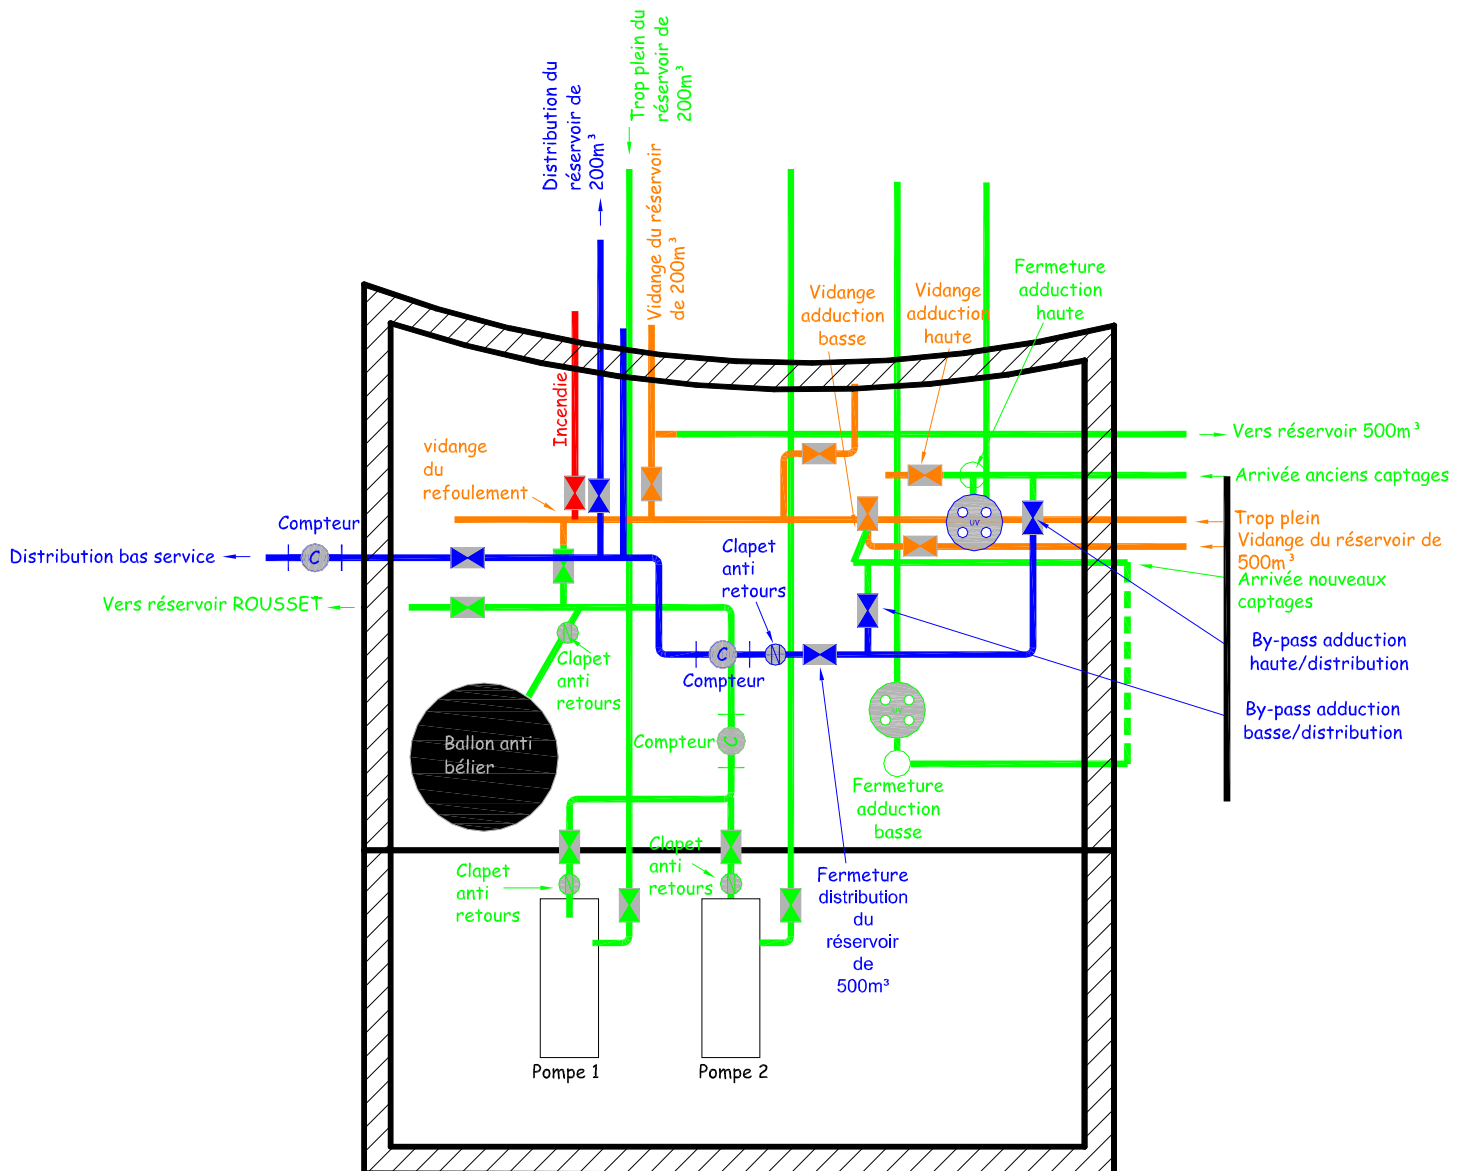 Trop plein du
réservoir de
200m³
Distribution du
réservoir de
200m³
Vidange du réservoir
de 200m³
Fermeture
adduction
haute
Vidange
adduction
basse
Vidange
adduction
haute
Incendie
vidange
du
refoulement
Vers réservoir 500m³
Arrivée anciens captages
Compteur
C
Distribution bas service
UV
Trop plein
Vidange du réservoir de
500m³
Arrivée nouveaux
captages
Clapet
anti
retours
Vers réservoir ROUSSET
N
Clapet
anti
retours
C
N
Compteur
By-pass adduction
haute/distribution
By-pass adduction
basse/distribution
UV
Ballon anti
bélier
Compteur
C
Fermeture
adduction
basse
Clapet
anti
retours
N
Clapet
anti
retours
N
Fermeture
distribution
du
réservoir
de
500m³
Pompe 1
Pompe 2